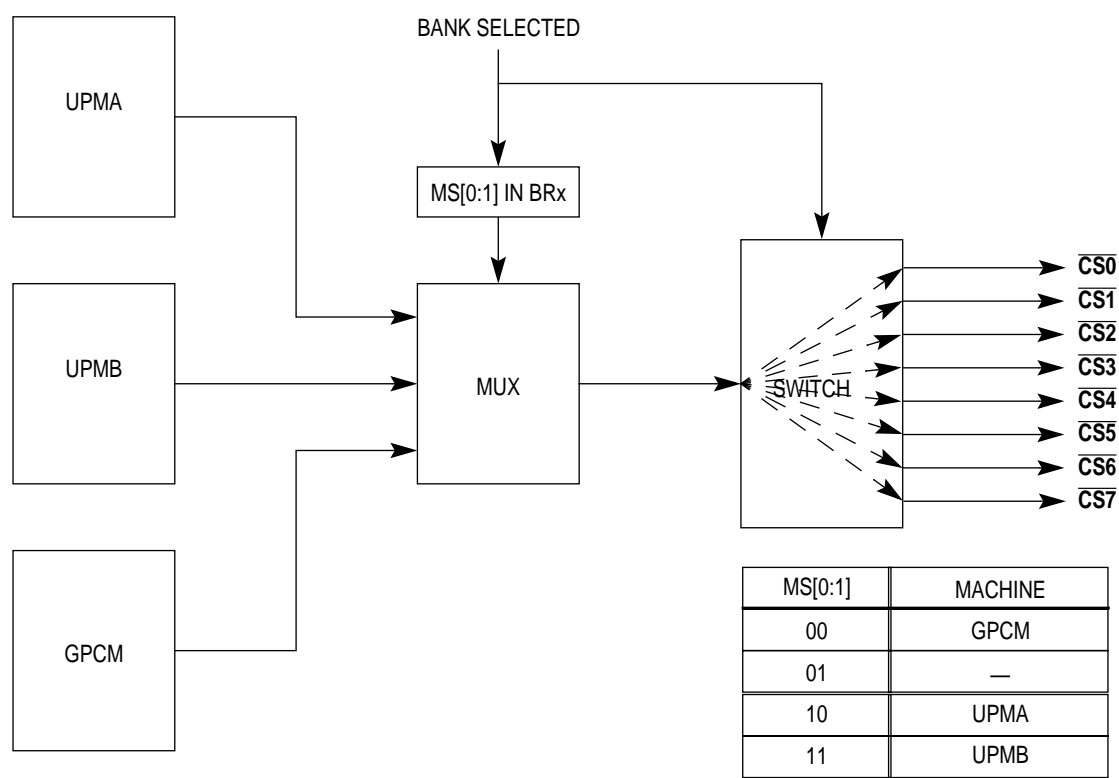 BANK SELECTED
UPMA
MS[0:1] IN BRx
UPMB
MUX
SWITCH
CS0
CS1
CS2
CS3
CS4
CS5
CS6
CS7
GPCM
MS[0:1] MACHINE
00 GPCM
01 —
10 UPMA
11 UPMB